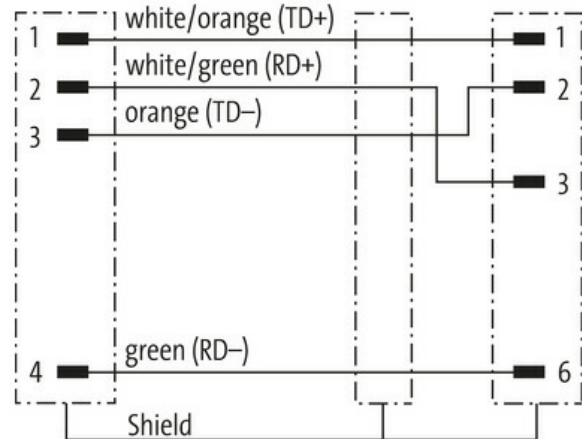 1 white/orange (TD+) 1
2 white/green (RD+) 2
3 orange (TD–)
3
4 green (RD–) 6
Shield